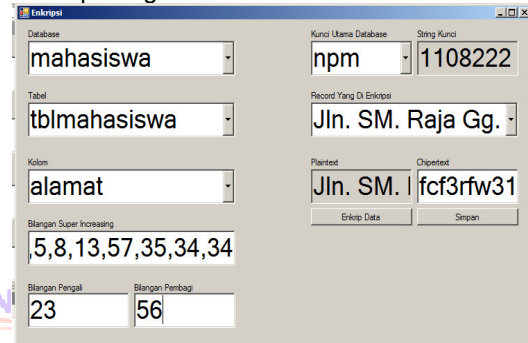 Enkripsi
Database
mahasiswa
Kunci Utama Database
npm
String Kunci
1108222
Tabel
tblmahasiswa
Record Yang Di Enkripsi
Jln. SM. Raja Gg.
Kolom
alamat
Plaintext
Jln. SM.
Chipertext
fcf3rfw31
Enkrip Data
Simpan
Bilangan Super Increasing
,5,8,13,57,35,34,34
Bilangan Pengali
23
Bilangan Pembagi
56